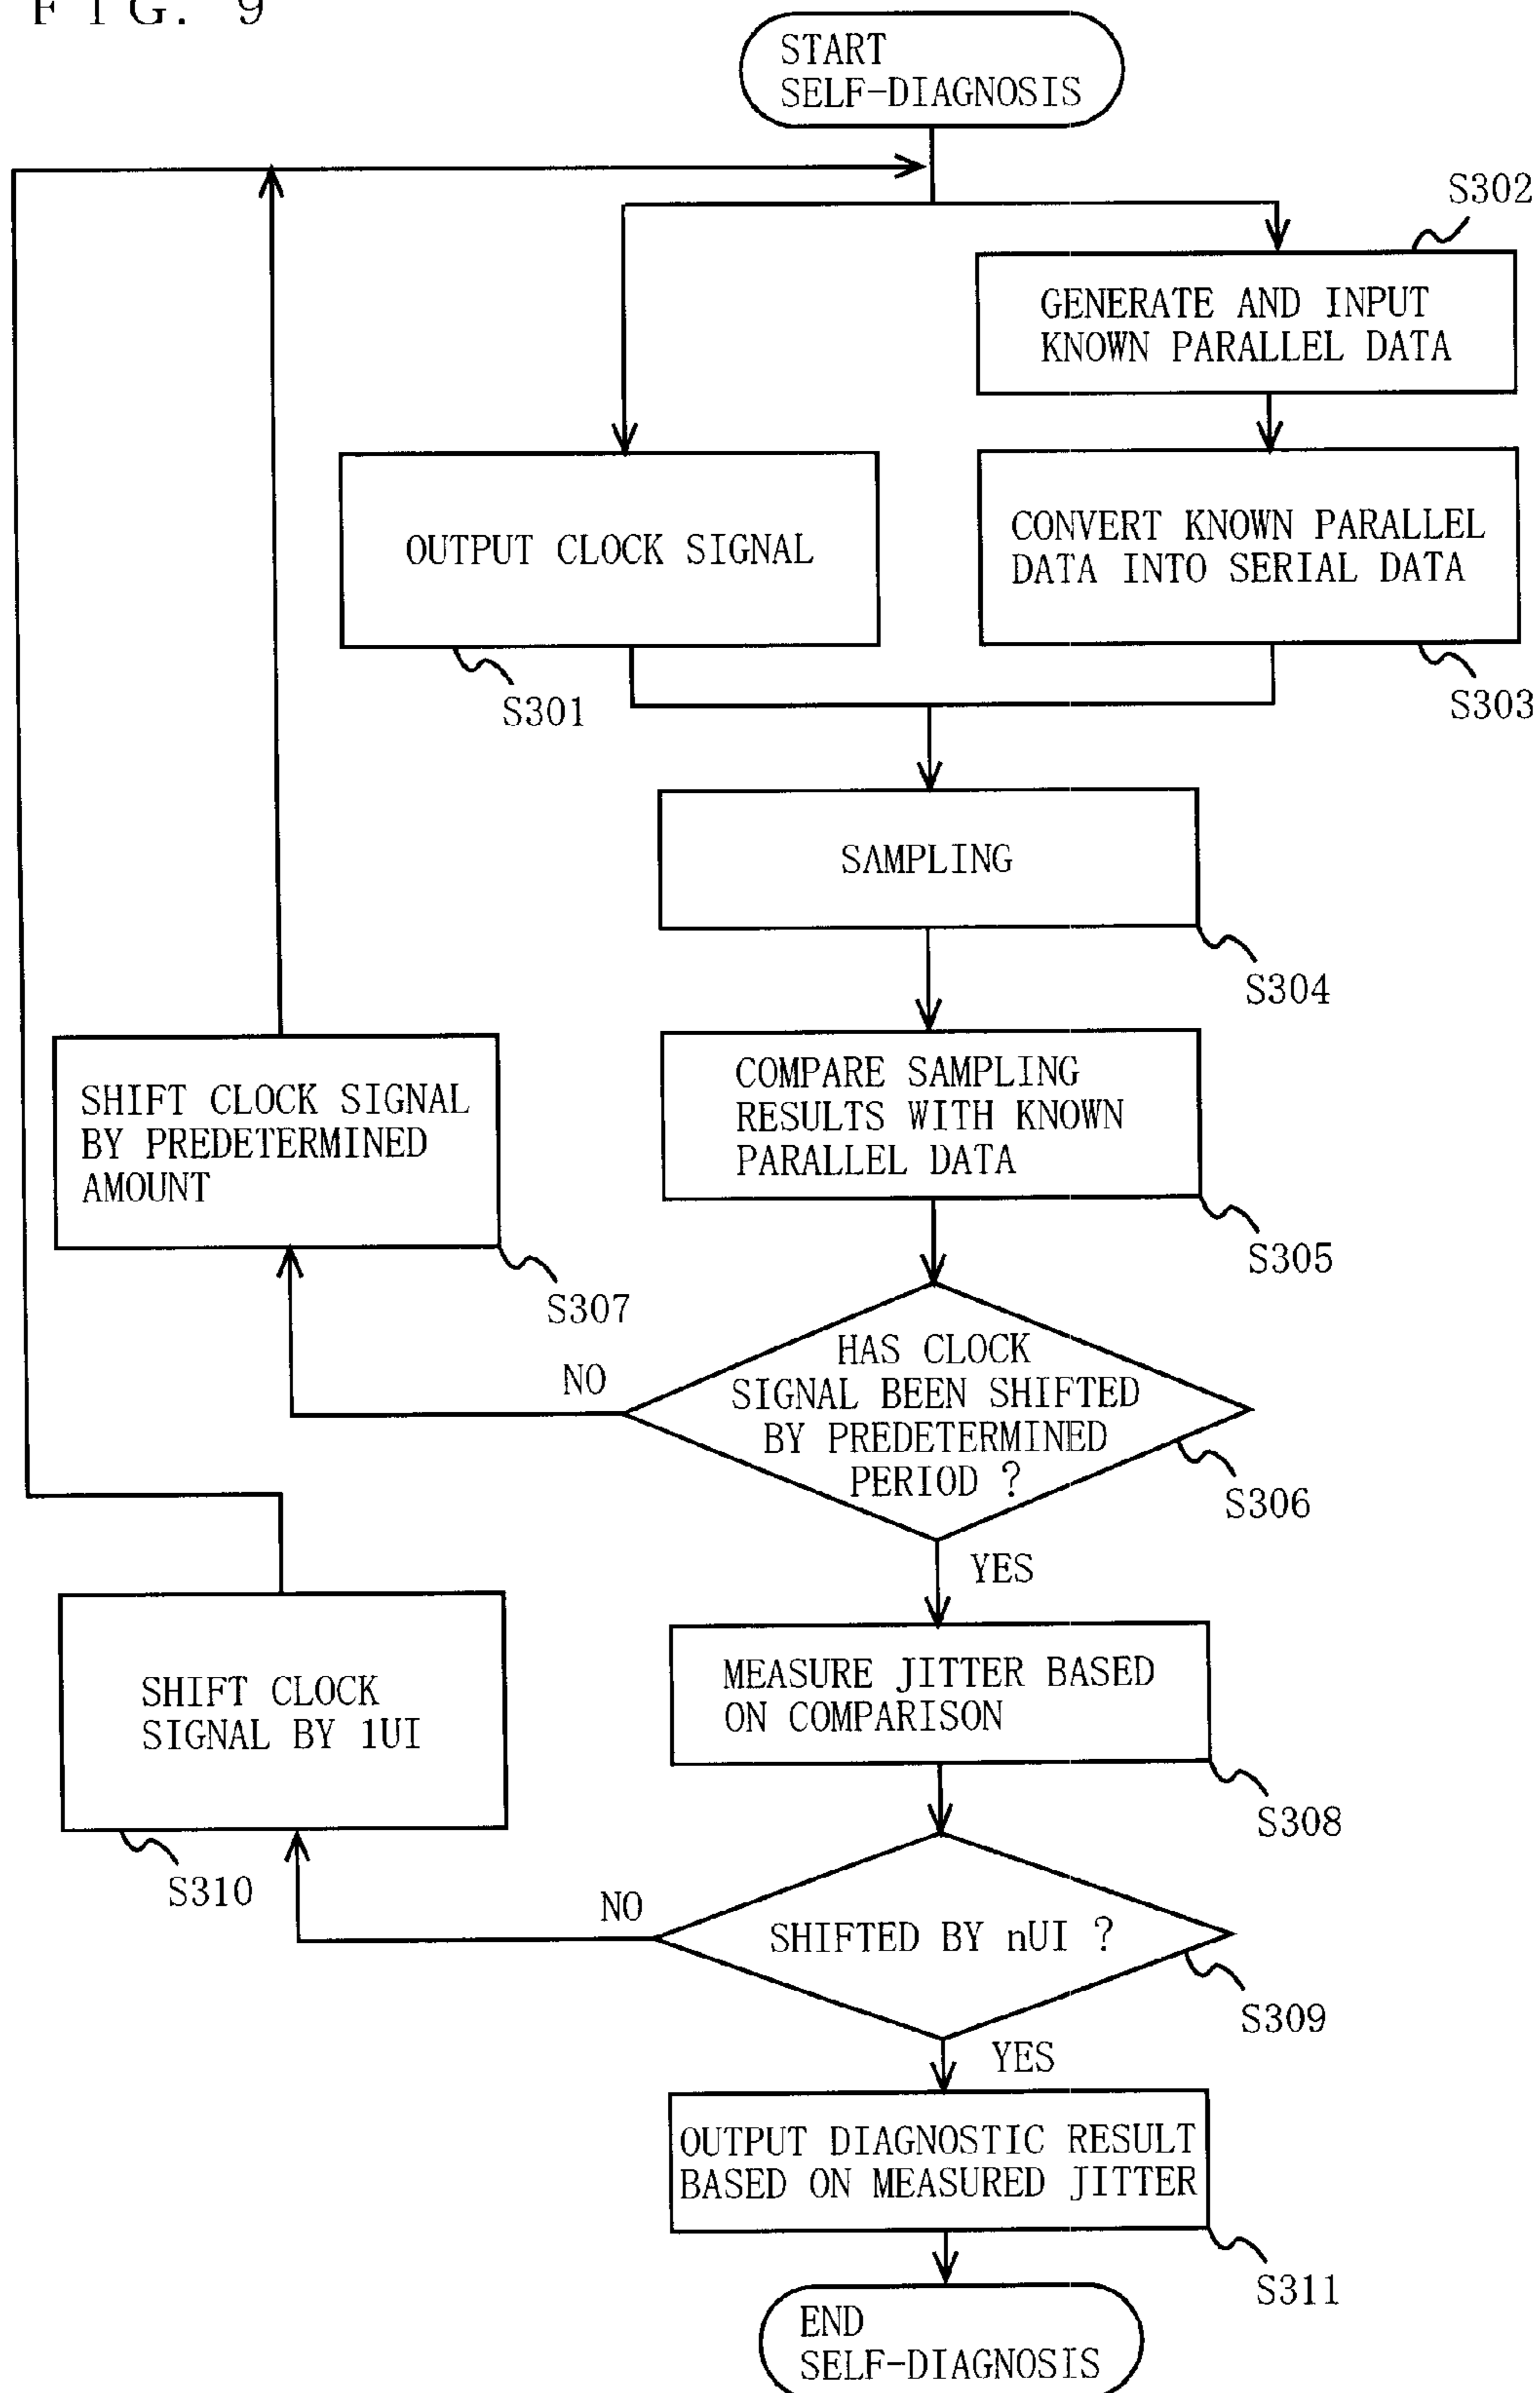 FIG. 9
START
SELF-DIAGNOSIS
S302
GENERATE AND INPUT
KNOWN PARALLEL DATA
OUTPUT CLOCK SIGNAL
S301
CONVERT KNOWN PARALLEL
DATA INTO SERIAL DATA
S303
SAMPLING
S304
COMPARE SAMPLING
RESULTS WITH KNOWN
PARALLEL DATA
S305
SHIFT CLOCK SIGNAL
BY PREDETERMINED
AMOUNT
S307
NO
HAS CLOCK
SIGNAL BEEN SHIFTED
BY PREDETERMINED
PERIOD ?
S306
YES
MEASURE JITTER BASED
ON COMPARISON
S308
SHIFT CLOCK
SIGNAL BY 1UI
S310
NO
SHIFTED BY nUI ?
S309
YES
OUTPUT DIAGNOSTIC RESULT
BASED ON MEASURED JITTER
S311
END
SELF-DIAGNOSIS